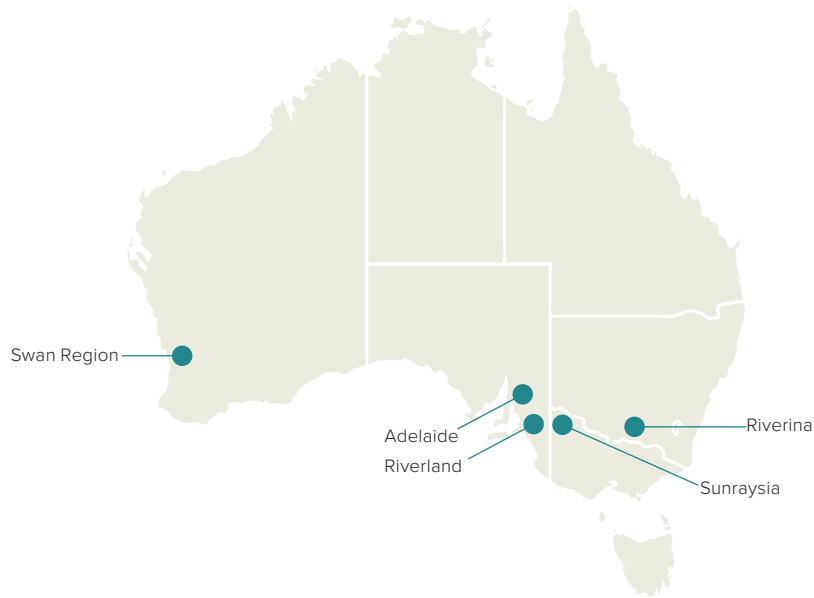 Swan Region
Adelaide
Riverina
Riverland
Sunraysia